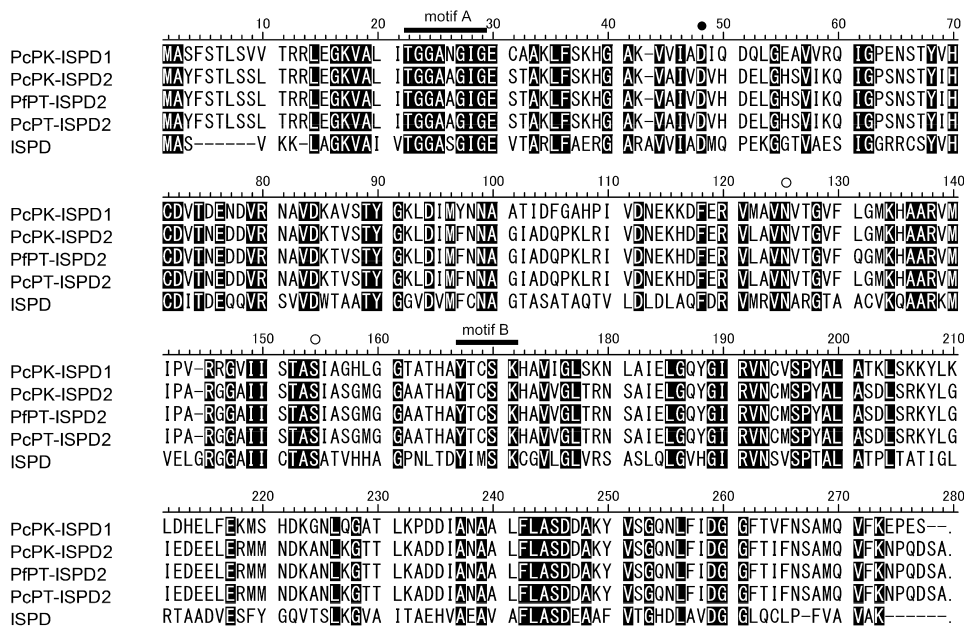 motif A
10 20 30 40 50 60 70
PcPK-ISPD1 MASFSTLSVV TRRLEGKVAL ITGGANGIGE CAAKLFSKHG AK-VVIADIQ DQLGEAVVRQ IGPENSTYVH
PcPK-ISPD2 MAYFSTLSSL TRRLEGKVAL ITGGANGIGE STAKLFSKHG AK-VAIVDVH DELGHSVIKQ IGPSNSTYIH
PfPT-ISPD2 MAYFSTLSSL TRRLEGKVAL ITGGAAGIGE STAKLFSKHG AK-VAIVDVH DELGHSVIKQ IGPSNSTYIH
PcPT-ISPD2 MAYFSTLSSL TRRLEGKVAL ITGGAAGIGE STAKLFSKHG AK-VAIVDVH DELGHSVIKQ IGPSNSTYIH
ISPD MAS------V KK-LAGKVAI VTGGASGIGE VTARLFAERG ARAVVIADMQ PEKGGTVAES IGGRRCSYVH
80 90 100 110 120 130 140
PcPK-ISPD1 CDVTDENDVR NAVDKAVSTY GKLDIMYNNA ATIDFGAHPI VDNEKKDFER VMAVNVTGVF LGMKHAARVM
PcPK-ISPD2 CDVTNEDDVR NAVDKTVSTY GKLDIMFNNA GIADQPKLRI VDNEKHDFER VLAVNVTGVF LGMKHAARVM
PfPT-ISPD2 CDVTNEDDVR NAVDKTVSTY GKLDIMFNNA GIADQPKLRI VDNEKHDFER VLAVNVTGVF QGMKHAARVM
PcPT-ISPD2 CDVTNEDDVR NAVDKTVSTY GKLDIMFNNA GIADQPKLRI VDNEKHDFER VLAVNVTGVF LGMKHAARVM
ISPD CDITDEQQVR SVVDWTAATY GGVDVMFCNA GTASATAQTV LDLDLAQFDR VMRVNARGTA ACVKQAARKM
motif B
150 160 170 180 190 200 210
PcPK-ISPD1 IPV-RRGVII STASIAGHLG GTATHAYTCS KHAVIGLSKN LAIELGQYGI RVNCVSPYAL ATKLSKKYLK
PcPK-ISPD2 IPA-RGGAII STASIASGMG GAATHAYTCS KHAVVGLTRN SAIELGQYGI RVNCMSPYAL ASDLSRKYLG
PfPT-ISPD2 IPA-RGGAII STASIASGMG GAATHAYTCS KHAVVGLTRN SAIELGQYGI RVNCMSPYAL ASDLSRKYLG
PcPT-ISPD2 IPA-RGGAII STASIASGMG GAATHAYTCS KHAVVGLTRN SAIELGQYGI RVNCMSPYAL ASDLSRKYLG
ISPD VELGRGGAII CTASATVHHA GPNLTDYIMS KCGVLGLVRS ASLQLGVHGI RVNSVSPTAL ATPLTATIGL
220 230 240 250 260 270 280
PcPK-ISPD1 LDHELFEKMS HDKGNLQGAT LKPDDIANAA LFLASDDAKY VSGQNLFIDG GFTVFNSAMQ VFKEPES--.
PcPK-ISPD2 IEDEELERMM NDKANLKGTT LKADDIANAA LFLASDDAKY VSGQNLFIDG GFTIFNSAMQ VFKNPQDSA.
PfPT-ISPD2 IEDEELERMM NDKANLKGTT LKADDIANAA LFLASDDAKY VSGQNLFIDG GFTIFNSAMQ VFKNPQDSA.
PcPT-ISPD2 IEDEELERMM NDKANLKGTT LKADDIANAA LFLASDDAKY VSGQNLFIDG GFTIFNSAMQ VFKNPQDSA.
ISPD RTAADVESFY GQVTSLKGVA ITAEHVAEAV AFLASDEAAF VTGHDLAVDG GLQCLP-FVA VAK------.